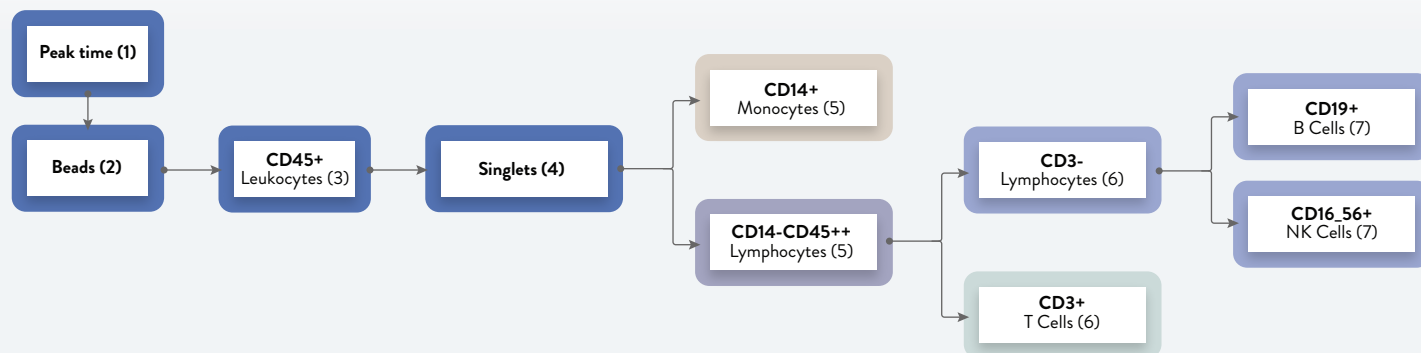 Peak time (1)
Beads (2)
CD45+
Leukocytes (3)
Singlets (4)
CD14+
Monocytes (5)
CD14-CD45++
Lymphocytes (5)
CD3-
Lymphocytes (6)
CD3+
T Cells (6)
CD19+
B Cells (7)
CD16_56+
NK Cells (7)